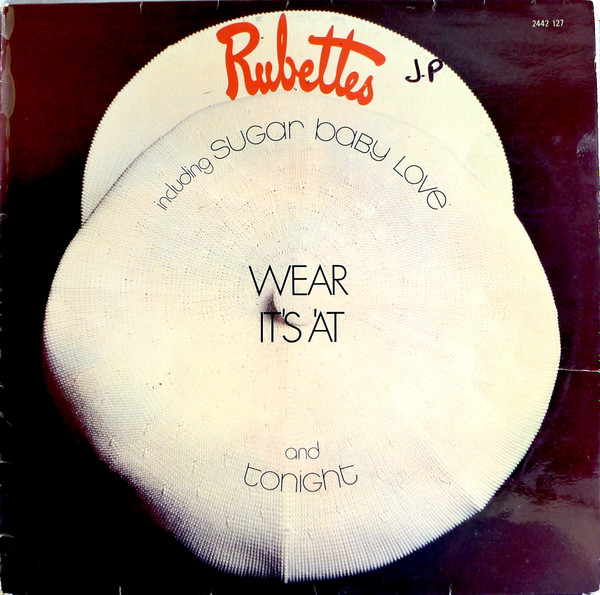 2442 127
Rubettes
J.P
including SUGar baBY LOVE
WEAR
IT'S 'AT
and
toniGHt